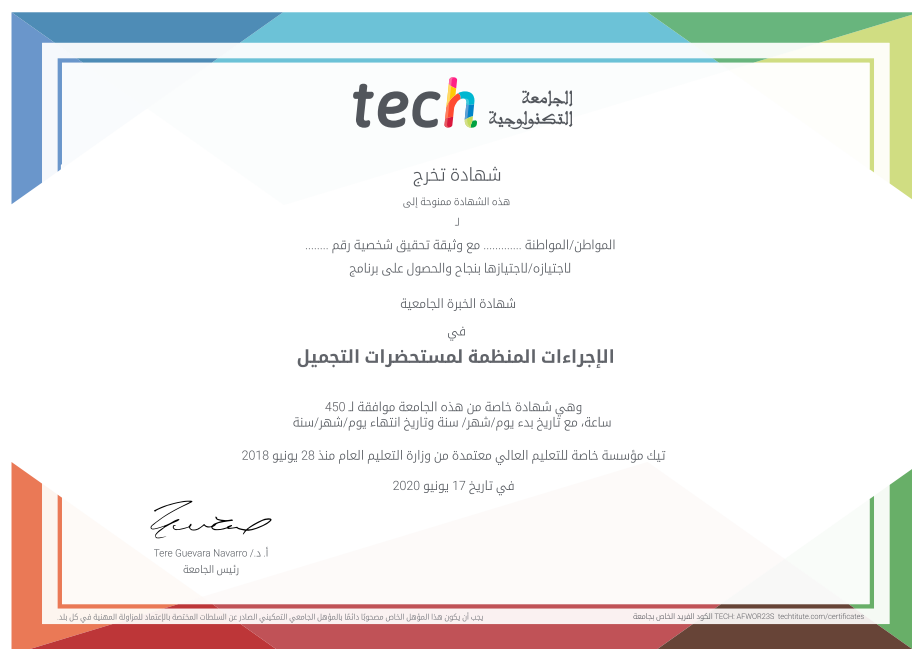 tech الجامعة
التكنولوجية
شهادة تخرج
هذه الشهادة ممنوحة إلى
لـ
المواطن/المواطنة ............. مع وثيقة تحقيق شخصية رقم ........
لاجتيازه/لاجتيازها بنجاح والحصول على برنامج
شهادة الخبرة الجامعية
في
الإجراءات المنظمة لمستحضرات التجميل
وهي شهادة خاصة من هذه الجامعة موافقة لـ 450
ساعة، مع تاريخ بدء يوم/شهر/ سنة وتاريخ انتهاء يوم/شهر/سنة
تيك مؤسسة خاصة للتعليم العالي معتمدة من وزارة التعليم العام منذ 28 يونيو 2018
في تاريخ 17 يونيو 2020
أ. د./ Tere Guevara Navarro
رئيس الجامعة
يجب أن يكون هذا المؤهل الخاص مصحوبًا دائمًا بالمؤهل الجامعي التمكيني الصادر عن السلطات المختصة بالإعتماد للمزاولة المهنية في كل بلد.
الكود الفريد الخاص بجامعة TECH: AFWOR23S techtitute.com/certificates